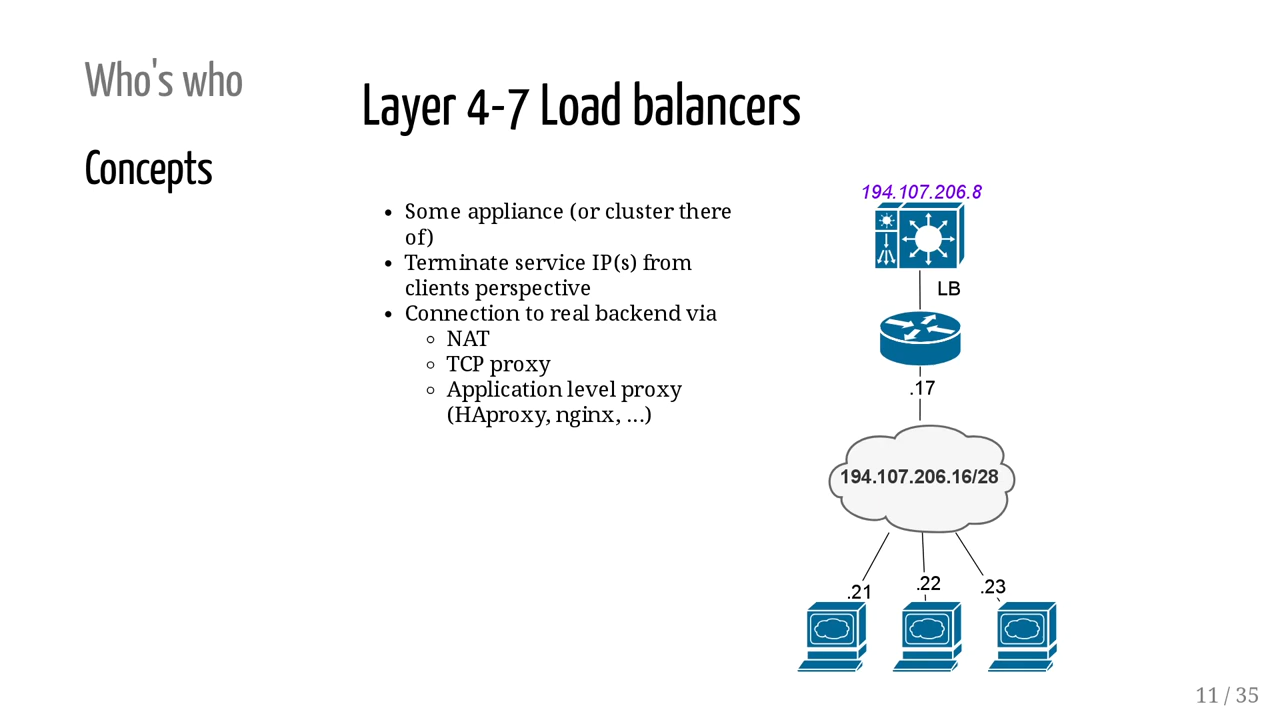 Who's who
Concepts
Layer 4-7 Load balancers
Some appliance (or cluster there
of)
Terminate service IP(s) from
clients perspective
Connection to real backend via
NAT
TCP proxy
Application level proxy
(HAproxy, nginx, ...)
194.107.206.8
LB
.17
194.107.206.16/28
.21
.22
.23
11 / 35